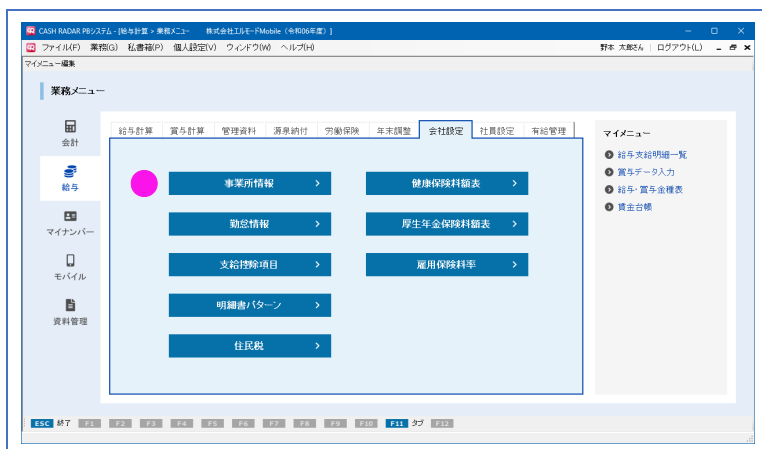 CASH RADAR PBシステム - [給与計算 > 業務メニュー 株式会社エルモードMobile（令和06年度）]
ファイル(F) 業務(G) 私書箱(P) 個人設定(V) ウィンドウ(W) ヘルプ(H) 野本 太郎さん ログアウト(L)
マイメニュー編集
業務メニュー
会計
給与
マイナンバー
モバイル
資料管理
給与計算 賞与計算 管理資料 源泉納付 労働保険 年末調整 会社設定 社員設定 有給管理
事業所情報
健康保険料額表
勤怠情報
厚生年金保険料額表
支給控除項目
雇用保険料率
明細書パターン
住民税
マイメニュー
給与支給明細一覧
賞与データ入力
給与・賞与金種表
賃金台帳
ESC 終了 F1 F2 F3 F4 F5 F6 F7 F8 F9 F10 F11 タブ F12